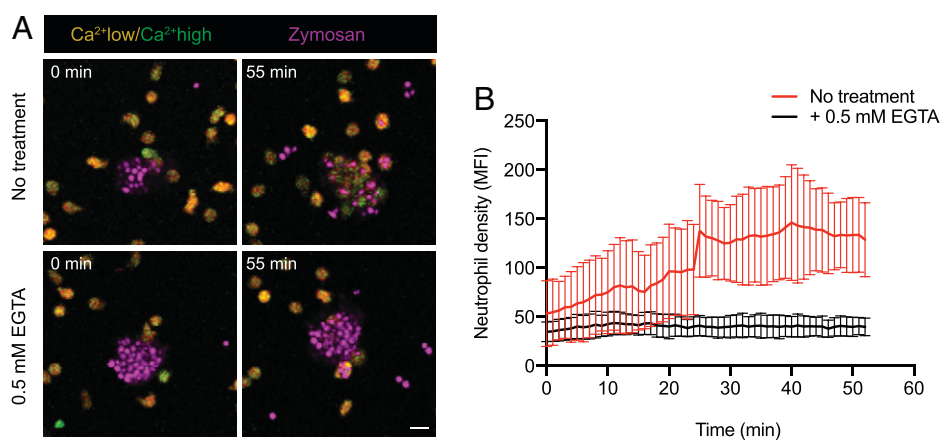 A
Ca²⁺low/Ca²⁺high
Zymosan
No treatment
0 min
55 min
0.5 mM EGTA
0 min
55 min
B
No treatment
+ 0.5 mM EGTA
Neutrophil density (MFI)
250
200
150
100
50
0
0
10
20
30
40
50
60
Time (min)